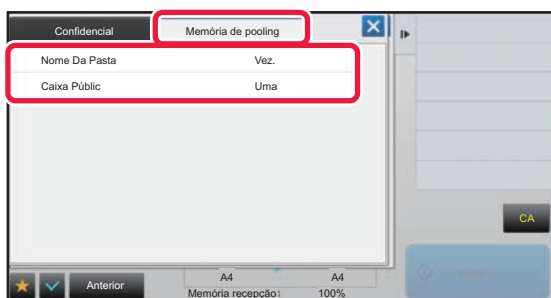 Confidencial Memória de pooling
Nome Da Pasta Vez.
Caixa Públic Uma
CA
A4 A4
Anterior
Memória recepção: 100%